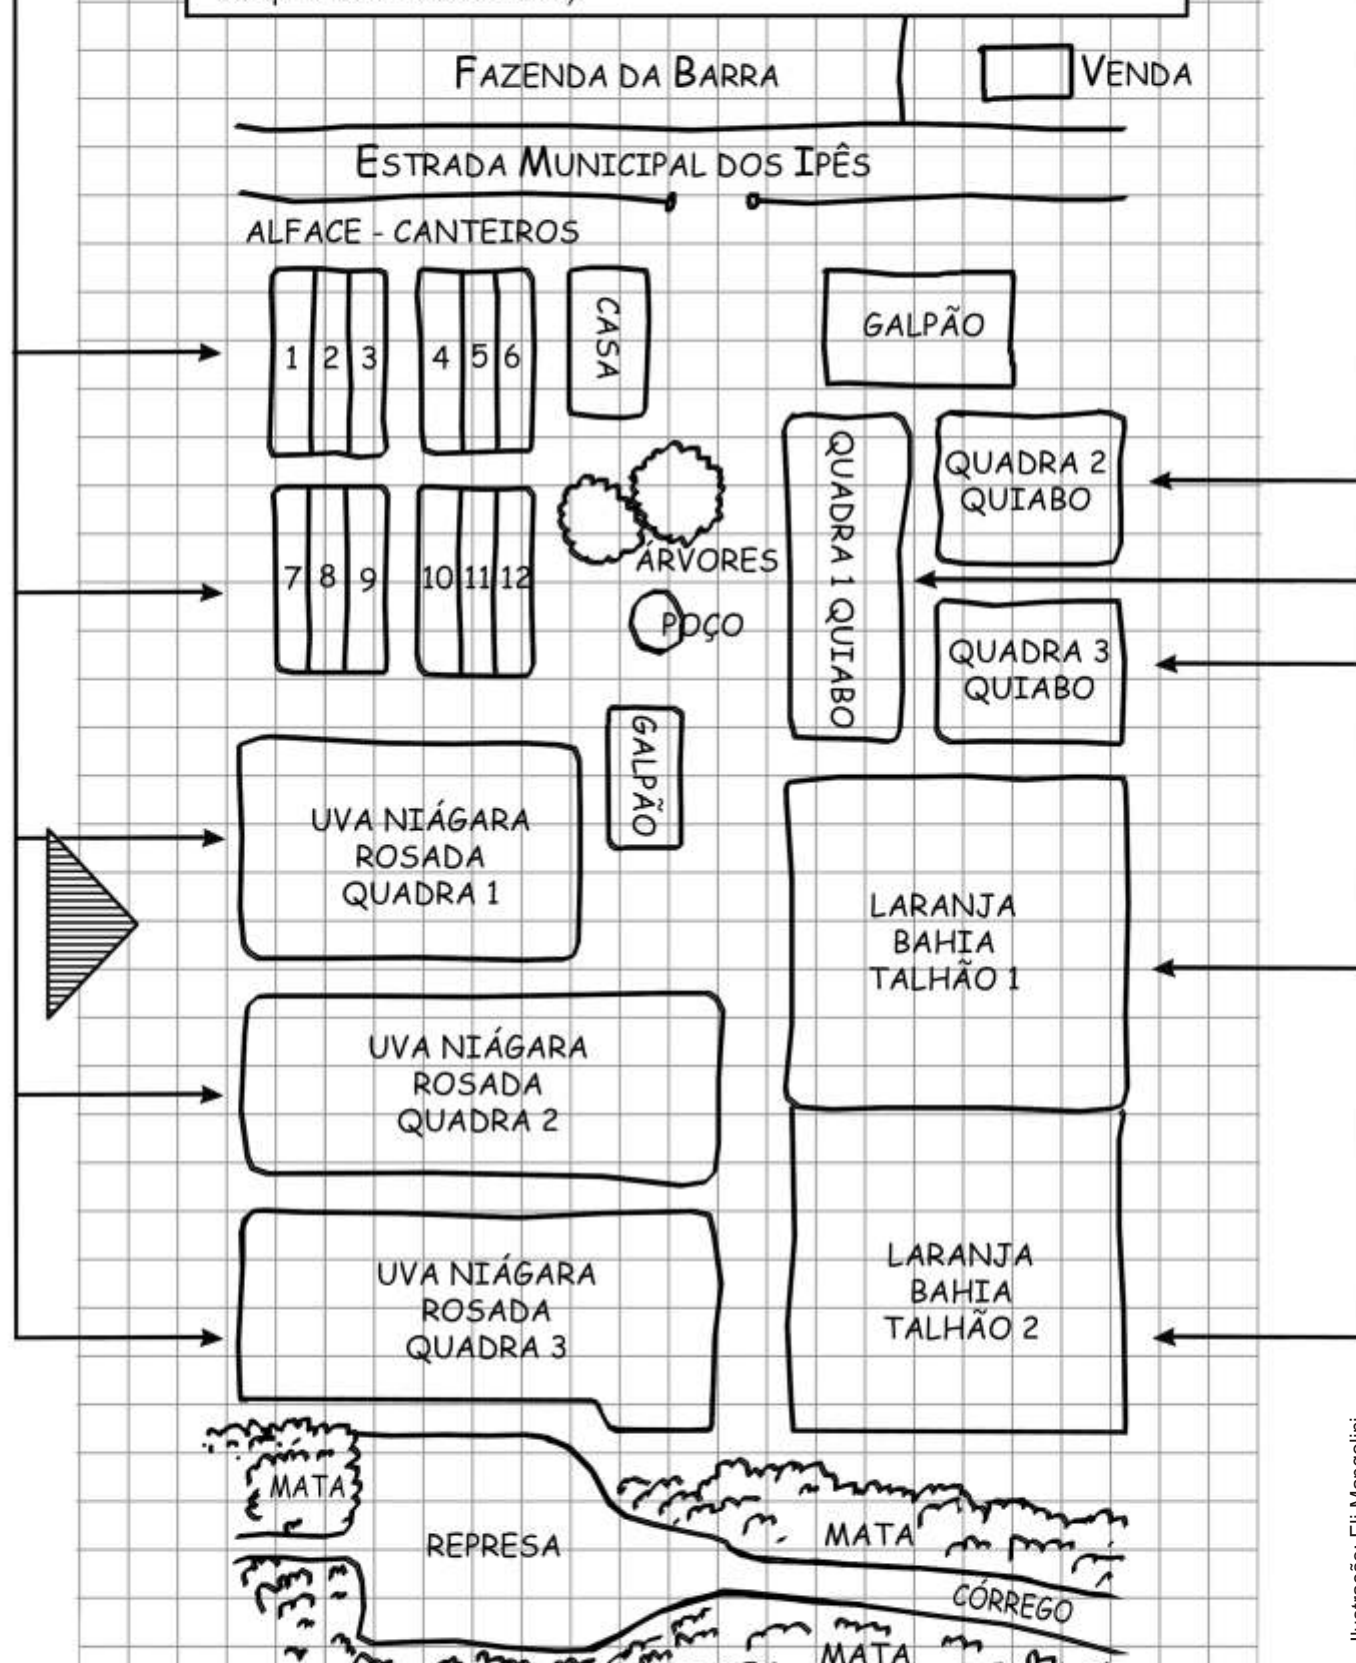 FAZENDA DA BARRA
VENDA
ESTRADA MUNICIPAL DOS IPÊS
ALFACE - CANTEIROS
1 2 3 4 5 6
CASA
GALPÃO
7 8 9 10 11 12
ÁRVORES
POÇO
QUADRA 1 QUIABO
QUADRA 2
QUIABO
QUADRA 3
QUIABO
GALPÃO
UVA NIÁGARA
ROSADA
QUADRA 1
LARANJA
BAHIA
TALHÃO 1
UVA NIÁGARA
ROSADA
QUADRA 2
UVA NIÁGARA
ROSADA
QUADRA 3
LARANJA
BAHIA
TALHÃO 2
MATA
REPRESA
MATA
CÓRREGO
MATA
Ilustração: Eli Mangolini